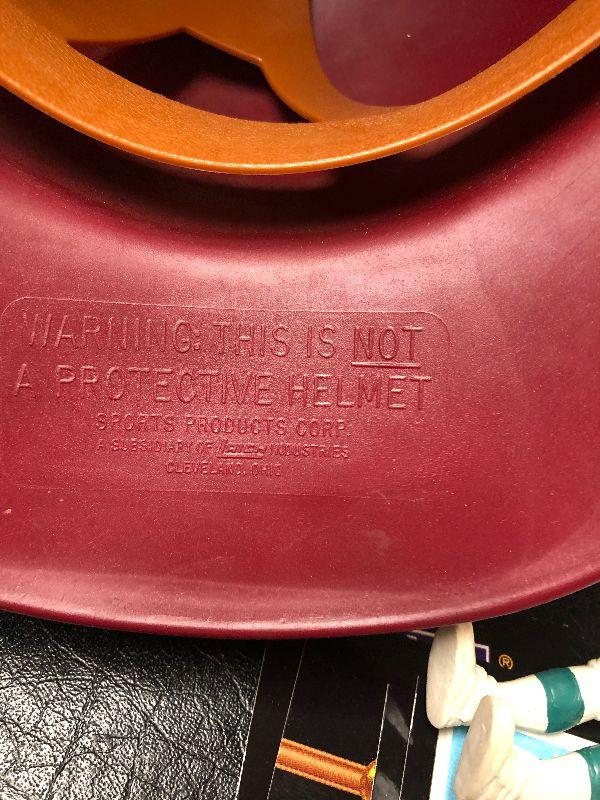 WARNING: THIS IS NOT
A PROTECTIVE HELMET
SPORTS PRODUCTS CORP.
A SUBSIDIARY OF INDUSTRIES
CLEVELAND, OHIO
®